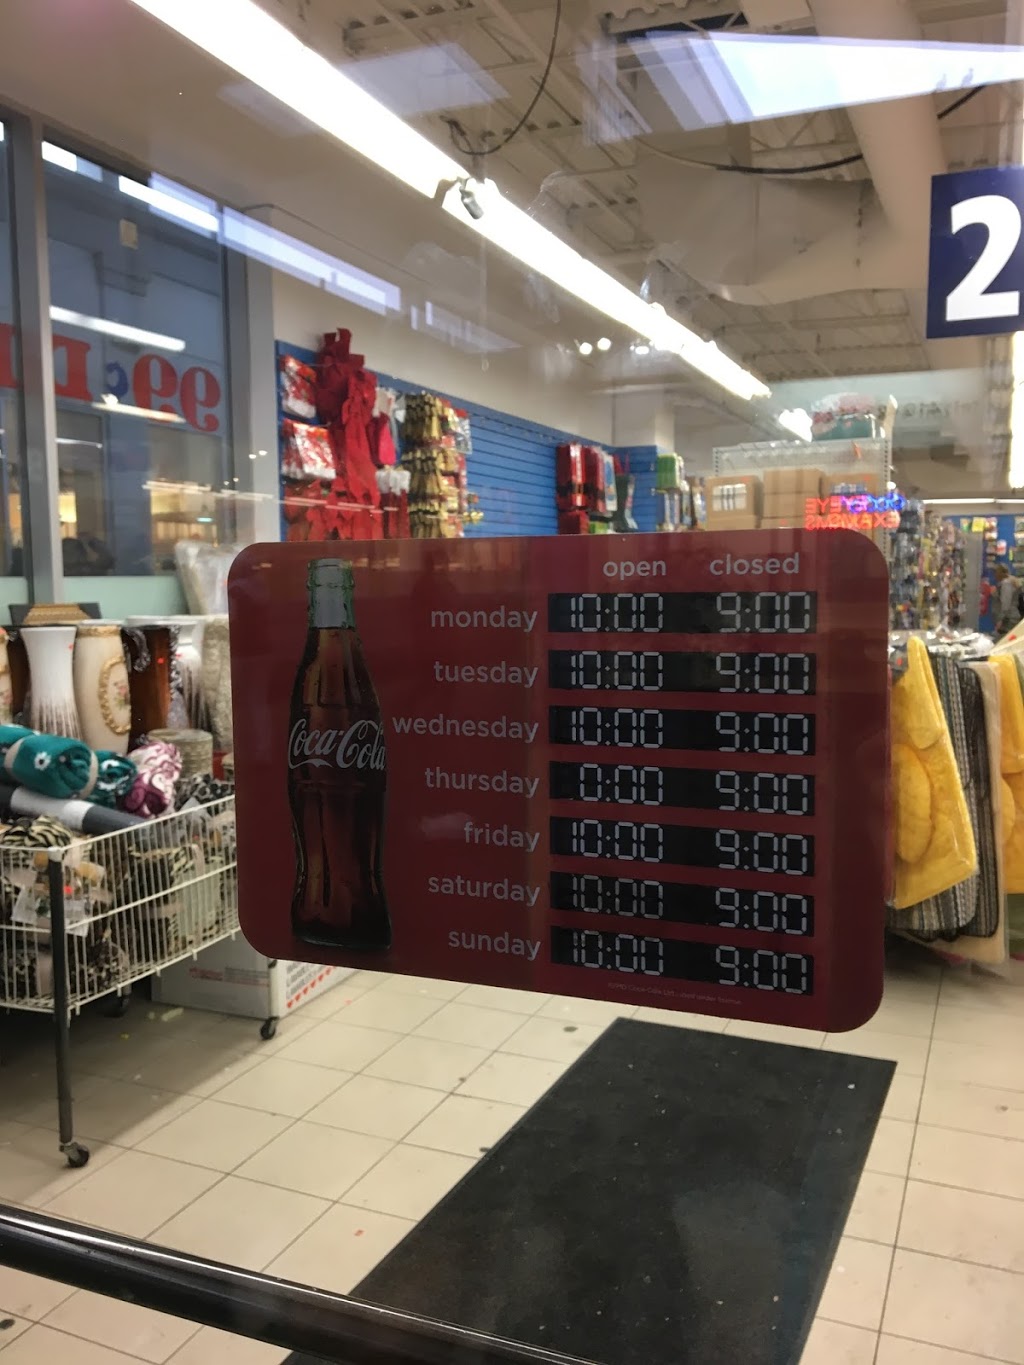 2
99¢
open closed
monday 10:00 9:00
tuesday 10:00 9:00
wednesday 10:00 9:00
thursday 0:00 9:00
friday 10:00 9:00
saturday 10:00 9:00
sunday 10:00 9:00
Coca-Cola